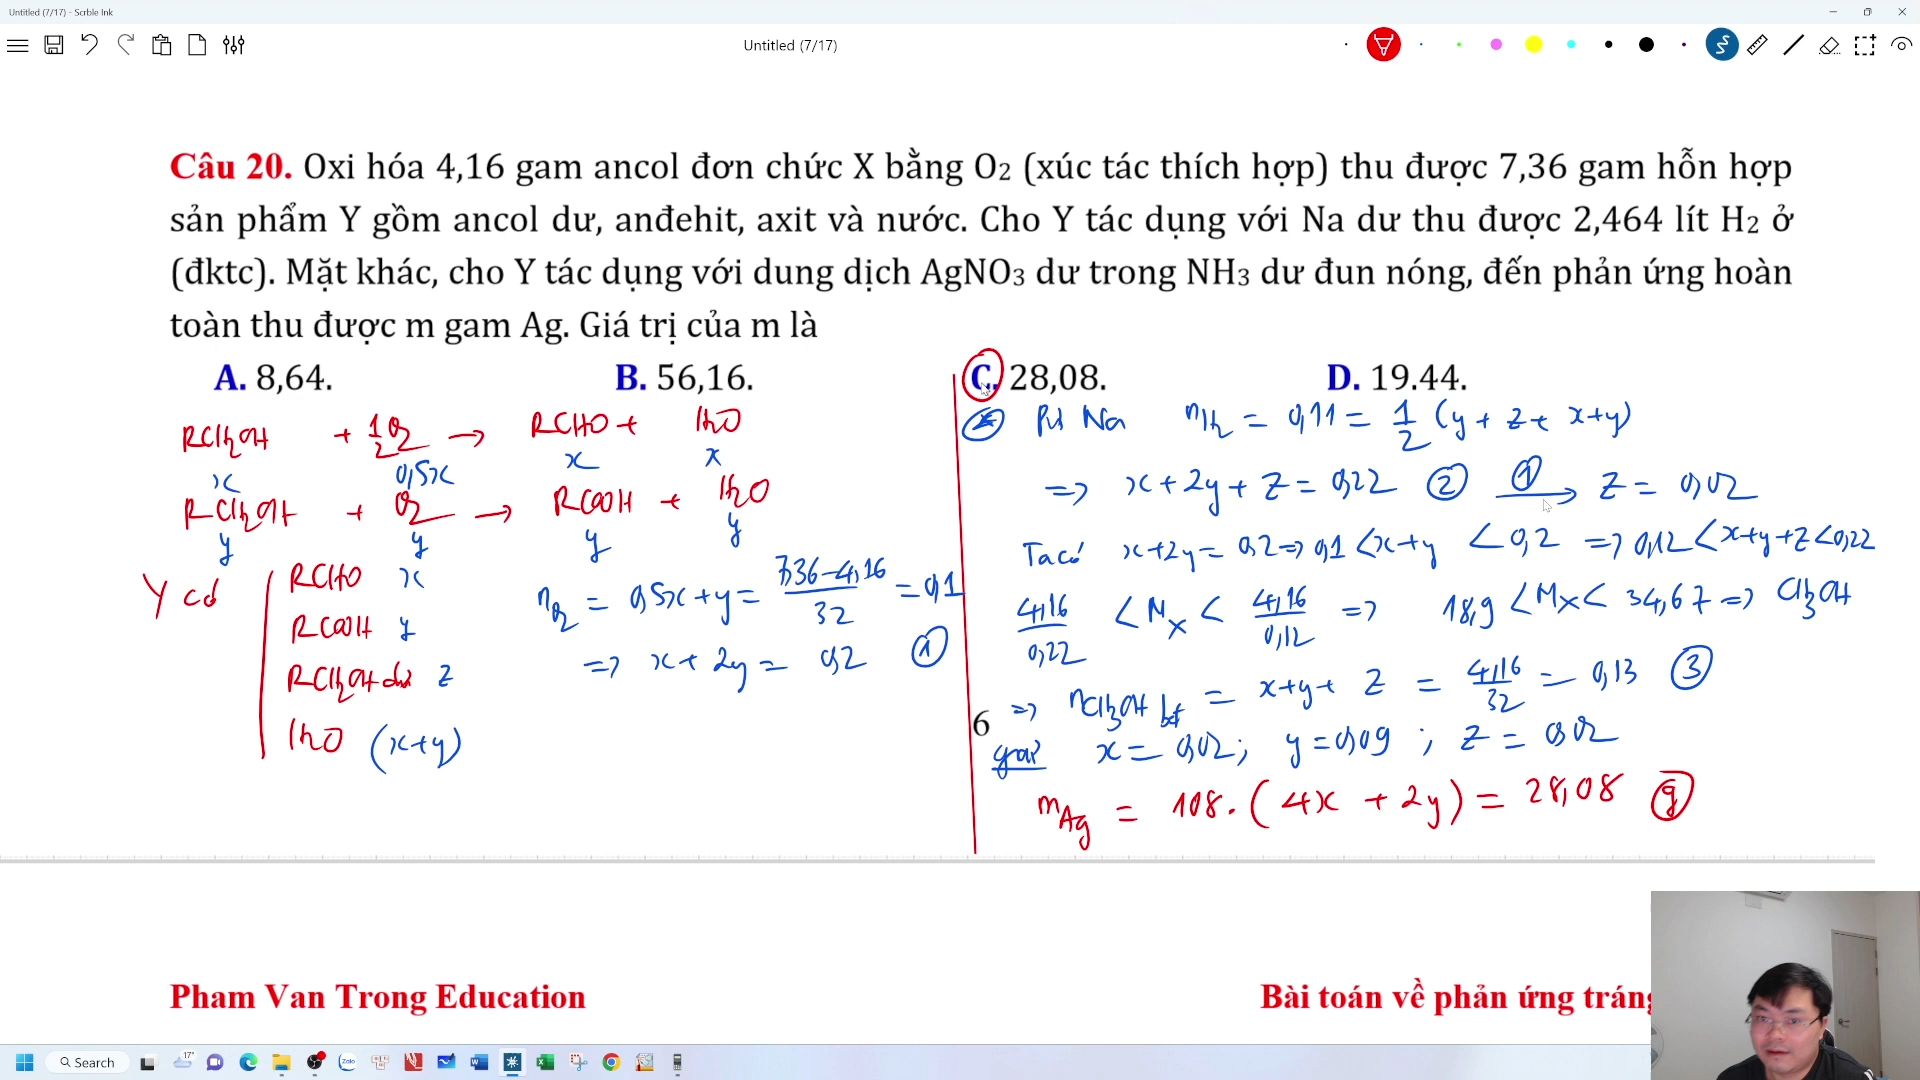 Untitled (7/17) - Scrble Ink
Untitled (7/17)
Câu 20. Oxi hóa 4,16 gam ancol đơn chức X bằng O2 (xúc tác thích hợp) thu được 7,36 gam hỗn hợp
sản phẩm Y gồm ancol dư, anđehit, axit và nước. Cho Y tác dụng với Na dư thu được 2,464 lít H2 ở
(đktc). Mặt khác, cho Y tác dụng với dung dịch AgNO3 dư trong NH3 dư đun nóng, đến phản ứng hoàn
toàn thu được m gam Ag. Giá trị của m là
A. 8,64. B. 56,16. C. 28,08. D. 19.44.
RCH2OH + 1/2 O2 → RCHO + H2O
x 0,5x x x
RCH2OH + O2 → RCOOH + H2O
y y y y
Y có
RCHO x
RCOOH y
RCH2OH dư z
H2O (x+y)
nO2 = 0,5x + y = (7,36 - 4,16)/32 = 0,1
=> x + 2y = 0,2 (1)
Pứ Na nH2 = 0,11 = 1/2 (y + z + x + y)
=> x + 2y + z = 0,22 (2) (1) → z = 0,02
Ta có x + 2y = 0,2 => 0,1 < x + y < 0,2 => 0,12 < x+y+z < 0,22
4,16/0,22 < MX < 4,16/0,12 => 18,9 < MX < 34,67 => CH3OH
=> nCH3OH bđ = x + y + z = 4,16/32 = 0,13 (3)
6
giải x = 0,02; y = 0,09; z = 0,02
mAg = 108.(4x + 2y) = 28,08 (g)
Pham Van Trong Education
Bài toán về phản ứng tráng
17°
Search
Zalo